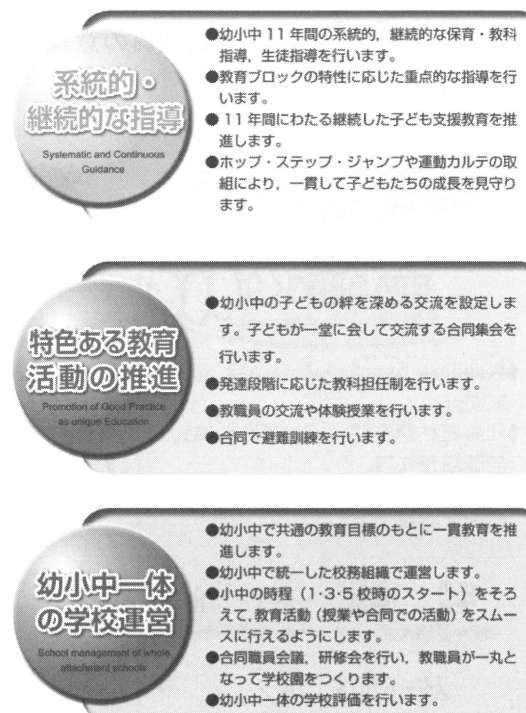 系統的・
継続的な指導
Systematic and Continuous
Guidance
●幼小中 11 年間の系統的，継続的な保育・教科
指導，生徒指導を行います。
●教育ブロックの特性に応じた重点的な指導を行
います。
● 11 年間にわたる継続した子ども支援教育を推
進します。
●ホップ・ステップ・ジャンプや運動カルテの取
組により，一貫して子どもたちの成長を見守り
ます。
特色ある教育
活動の推進
Promotion of Good Practice
as unique Education
●幼小中の子どもの絆を深める交流を設定しま
す。子どもが一堂に会して交流する合同集会を
行います。
●発達段階に応じた教科担任制を行います。
●教職員の交流や体験授業を行います。
●合同で避難訓練を行います。
幼小中一体
の学校運営
School management of whole
attachment schools
●幼小中で共通の教育目標のもとに一貫教育を推
進します。
●幼小中で統一した校務組織で運営します。
●小中の時程（1･3･5 校時のスタート）をそろ
えて，教育活動（授業や合同での活動）をスムー
スに行えるようにします。
●合同職員会議，研修会を行い，教職員が一丸と
なって学校園をつくります。
●幼小中一体の学校評価を行います。